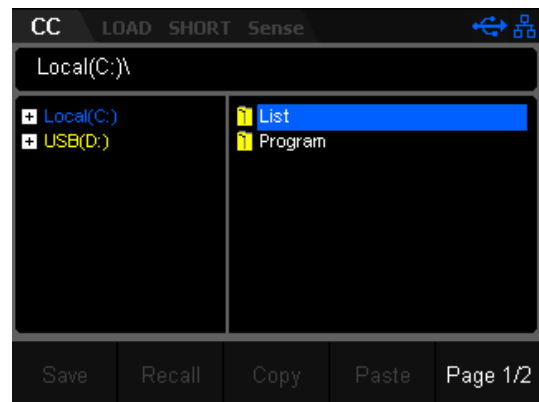 CC LOAD SHORT Sense
Local(C:)\
Local(C:)
USB(D:)
List
Program
Save Recall Copy Paste Page 1/2